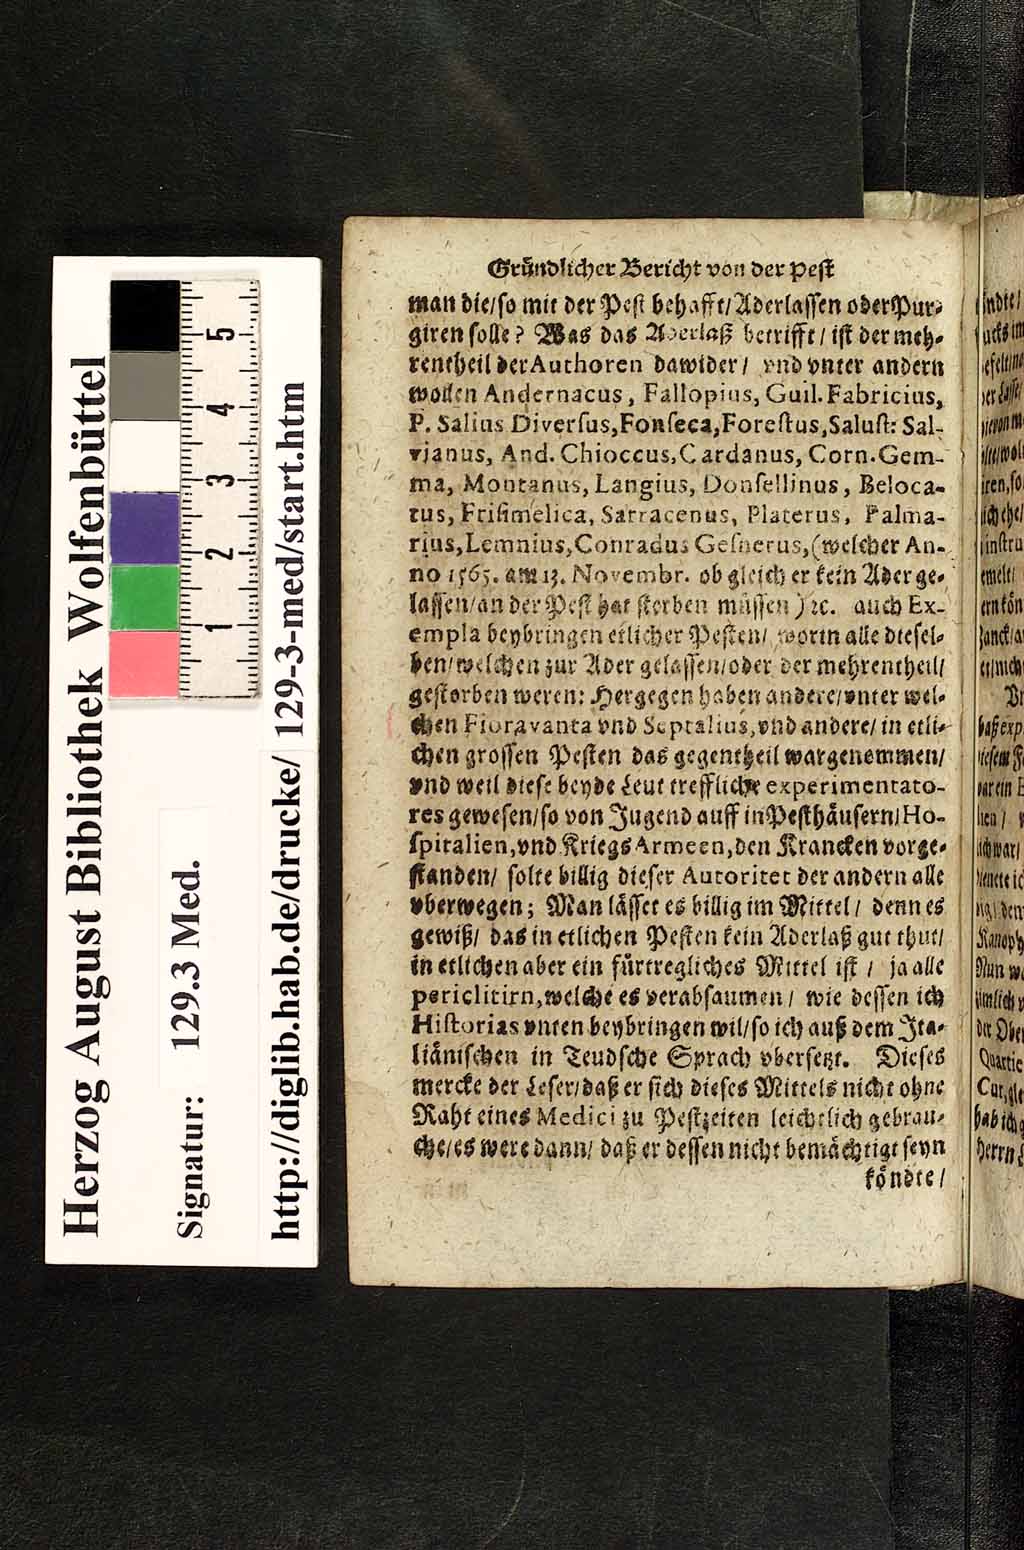 Gründlicher Bericht von der Pest
man die/so mit der Pest behafft/Aderlassen oder Pur-
giren solle? Was das Aderlaß betrifft/ ist der meh-
rentheil der Authoren dawider/ vnd vnter andern
wollen Andernacus, Fallopius, Guil. Fabricius,
P. Salius Diversus, Fonseca, Forestus, Salust: Sal-
vianus, And. Chioccus, Cardanus, Corn. Gem-
ma, Montanus, Langius, Donsellinus, Beloca-
tus, Frisimelica, Sarracenus, Platerus, Palma-
rius, Lemnius, Conradus Gesnerus, (welcher An-
no 1565. am 13. Novembr. ob gleich er kein Ader ge-
lassen/an der Pest hat sterben müssen) ꝛc. auch Ex-
empla beybringen etlicher Pesten/ worin alle diesel-
ben/welchen zur Ader gelassen/oder der mehrentheil/
gestorben weren: Hergegen haben andere/vnter wel-
chen Fioravanta vnd Septalius, vnd andere/ in etli-
chen grossen Pesten das gegentheil wargenommen/
vnd weil diese beyde Leut treffliche experimentato-
res gewesen/so von Jugend auff in Pesthäusern/Ho-
spitalien, vnd Kriegs Armeen, den Krancken vorge-
standen/ solte billig dieser Autoritet der andern alle
vberwegen; Man lässet es billig im Mittel/ denn es
gewiß/ das in etlichen Pesten kein Aderlaß gut thut/
in etlichen aber ein fürtregliches Mittel ist/ ja alle
periclitirn, welche es verabsaumen/ wie dessen ich
Historias vnten beybringen wil/so ich auß dem Ita-
liänischen in Teudsche Sprach vbersetzt. Dieses
mercke der Leser/daß er sich dieses Mittels nicht ohne
Raht eines Medici zu Pestzeiten leichtlich gebrau-
che/es were dann/ daß er dessen nicht bemächtigt seyn
köndte/
Herzog August Bibliothek Wolfenbüttel
Signatur: 129.3 Med.
http://diglib.hab.de/drucke/ 129-3-med/start.htm
1 2 3 4 5